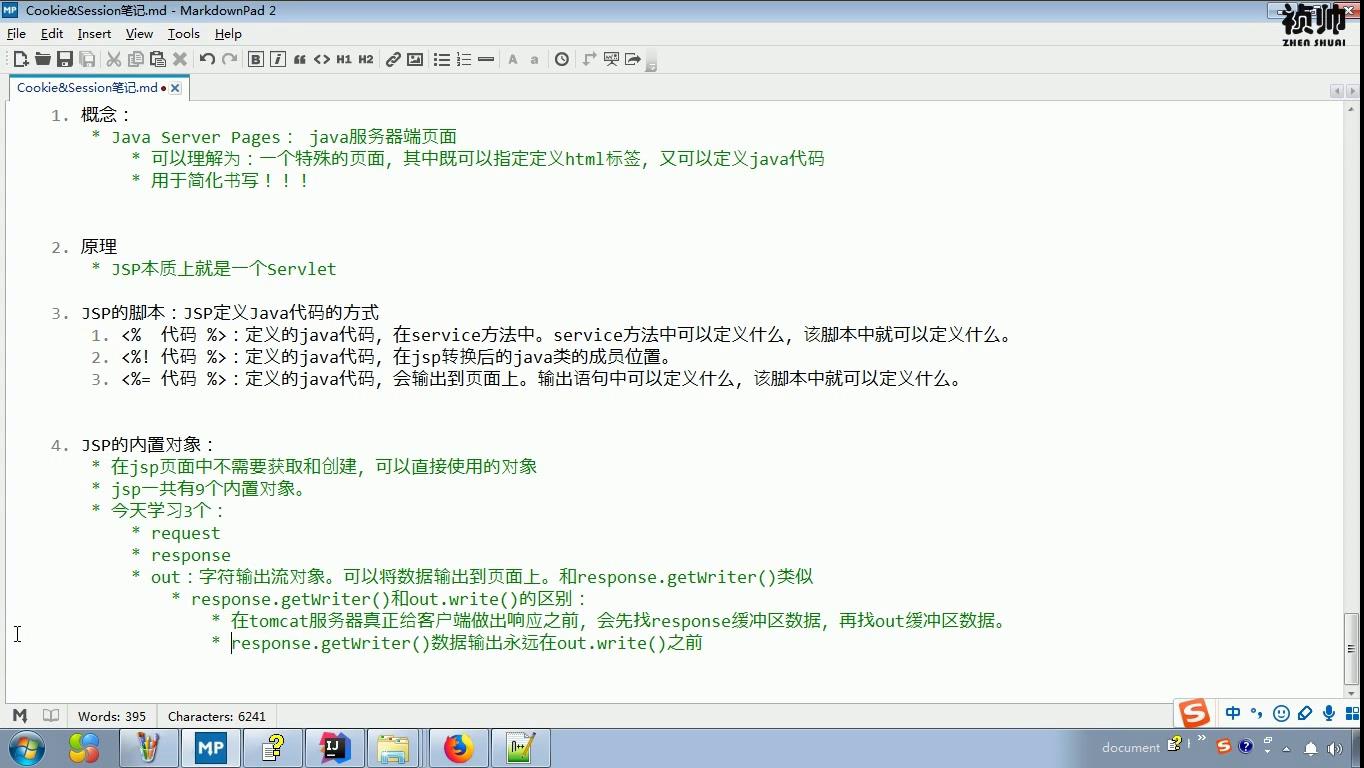 Cookie&Session笔记.md - MarkdownPad 2
祯帅
ZHEN SHUAI
File Edit Insert View Tools Help
B i “ <> H1 H2 A a
Cookie&Session笔记.md
1. 概念：
* Java Server Pages： java服务器端页面
* 可以理解为：一个特殊的页面，其中既可以指定定义html标签，又可以定义java代码
* 用于简化书写！！！
2. 原理
* JSP本质上就是一个Servlet
3. JSP的脚本：JSP定义Java代码的方式
1. <%  代码 %>：定义的java代码，在service方法中。service方法中可以定义什么，该脚本中就可以定义什么。
2. <%! 代码 %>：定义的java代码，在jsp转换后的java类的成员位置。
3. <%= 代码 %>：定义的java代码，会输出到页面上。输出语句中可以定义什么，该脚本中就可以定义什么。
4. JSP的内置对象：
* 在jsp页面中不需要获取和创建，可以直接使用的对象
* jsp一共有9个内置对象。
* 今天学习3个：
* request
* response
* out：字符输出流对象。可以将数据输出到页面上。和response.getWriter()类似
* response.getWriter()和out.write()的区别：
* 在tomcat服务器真正给客户端做出响应之前，会先找response缓冲区数据，再找out缓冲区数据。
* response.getWriter()数据输出永远在out.write()之前
Words: 395 Characters: 6241
中
MP
document